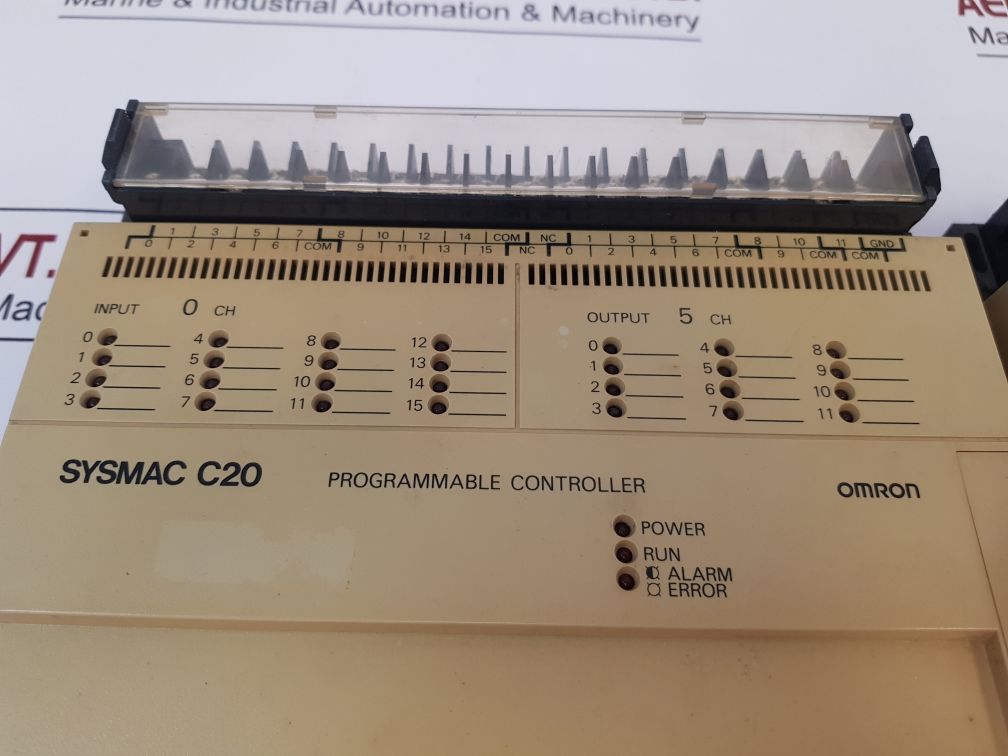 Marine & Industrial Automation & Machinery
AE
Ma
VT.
Mac
1 3 5 7 8 10 12 14 COM NC 1 3 5 7 8 10 11 GND
0 2 4 6 COM 9 11 13 15 NC 0 2 4 6 COM 9 COM COM
INPUT 0 CH
OUTPUT 5 CH
0 4 8 12
1 5 9 13
2 6 10 14
3 7 11 15
0 4 8
1 5 9
2 6 10
3 7 11
SYSMAC C20
PROGRAMMABLE CONTROLLER
OMRON
POWER
RUN
ALARM
ERROR